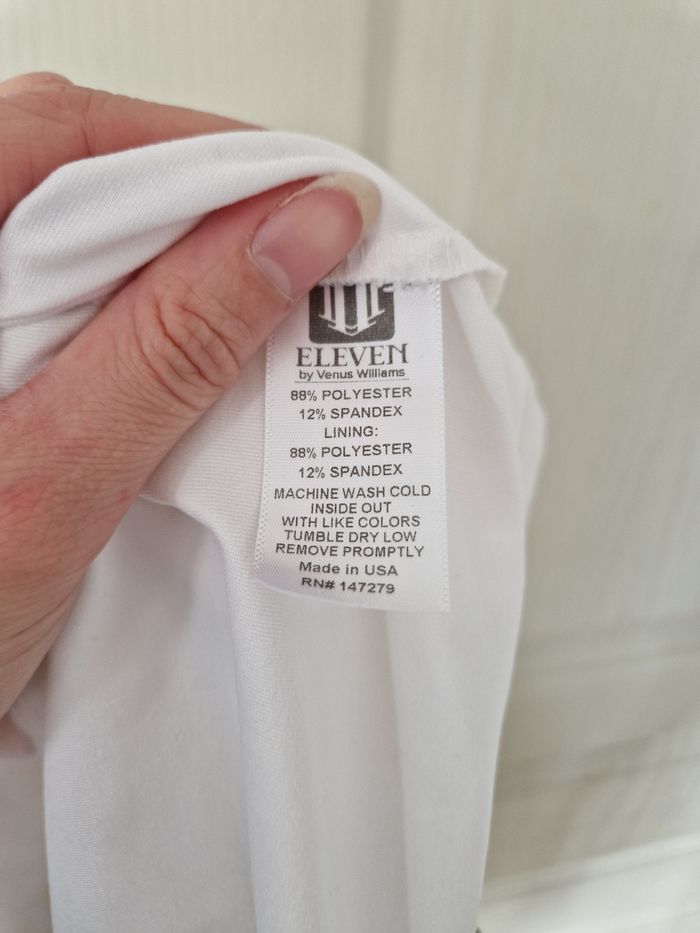 ELEVEN
by Venus Williams
88% POLYESTER
12% SPANDEX
LINING:
88% POLYESTER
12% SPANDEX
MACHINE WASH COLD
INSIDE OUT
WITH LIKE COLORS
TUMBLE DRY LOW
REMOVE PROMPTLY
Made in USA
RN# 147279